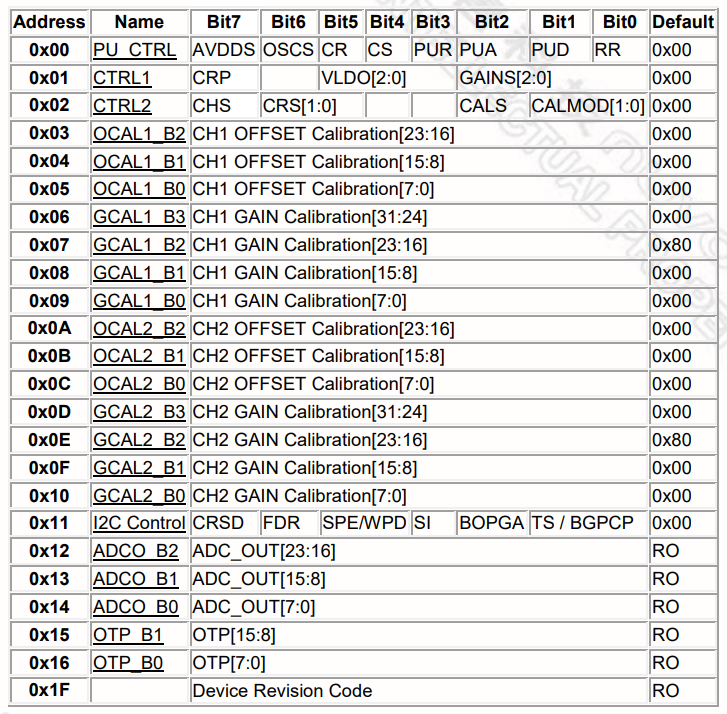 Address Name Bit7 Bit6 Bit5 Bit4 Bit3 Bit2 Bit1 Bit0 Default
0x00 PU_CTRL AVDDS OSCS CR CS PUR PUA PUD RR 0x00
0x01 CTRL1 CRP VLDO[2:0] GAINS[2:0] 0x00
0x02 CTRL2 CHS CRS[1:0] CALS CALMOD[1:0] 0x00
0x03 OCAL1_B2 CH1 OFFSET Calibration[23:16] 0x00
0x04 OCAL1_B1 CH1 OFFSET Calibration[15:8] 0x00
0x05 OCAL1_B0 CH1 OFFSET Calibration[7:0] 0x00
0x06 GCAL1_B3 CH1 GAIN Calibration[31:24] 0x00
0x07 GCAL1_B2 CH1 GAIN Calibration[23:16] 0x80
0x08 GCAL1_B1 CH1 GAIN Calibration[15:8] 0x00
0x09 GCAL1_B0 CH1 GAIN Calibration[7:0] 0x00
0x0A OCAL2_B2 CH2 OFFSET Calibration[23:16] 0x00
0x0B OCAL2_B1 CH2 OFFSET Calibration[15:8] 0x00
0x0C OCAL2_B0 CH2 OFFSET Calibration[7:0] 0x00
0x0D GCAL2_B3 CH2 GAIN Calibration[31:24] 0x00
0x0E GCAL2_B2 CH2 GAIN Calibration[23:16] 0x80
0x0F GCAL2_B1 CH2 GAIN Calibration[15:8] 0x00
0x10 GCAL2_B0 CH2 GAIN Calibration[7:0] 0x00
0x11 I2C Control CRSD FDR SPE/WPD SI BOPGA TS / BGPCP 0x00
0x12 ADCO_B2 ADC_OUT[23:16] RO
0x13 ADCO_B1 ADC_OUT[15:8] RO
0x14 ADCO_B0 ADC_OUT[7:0] RO
0x15 OTP_B1 OTP[15:8] RO
0x16 OTP_B0 OTP[7:0] RO
0x1F Device Revision Code RO